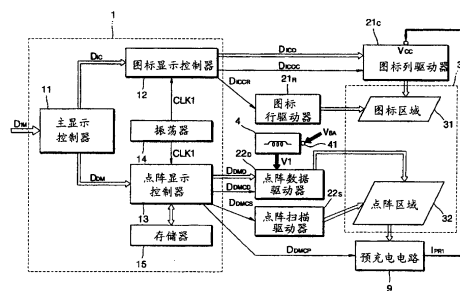 1
21C
VCC
DIC
DICO
DICOC
图标显示控制器
图标列驱动器
DICCR
12
21R
3
11
CLK1
图标
行驱动器
图标区域
DIM
主显示
控制器
振荡器
4
VBA
31
14
41
CLK1
22D
V1
DDM
点阵显示
控制器
DDMD
DDMCD
点阵数据
驱动器
点阵区域
13
DDMCS
22S
点阵扫描
驱动器
32
存储器
DDMCP
预充电电路
IPR1
15
9